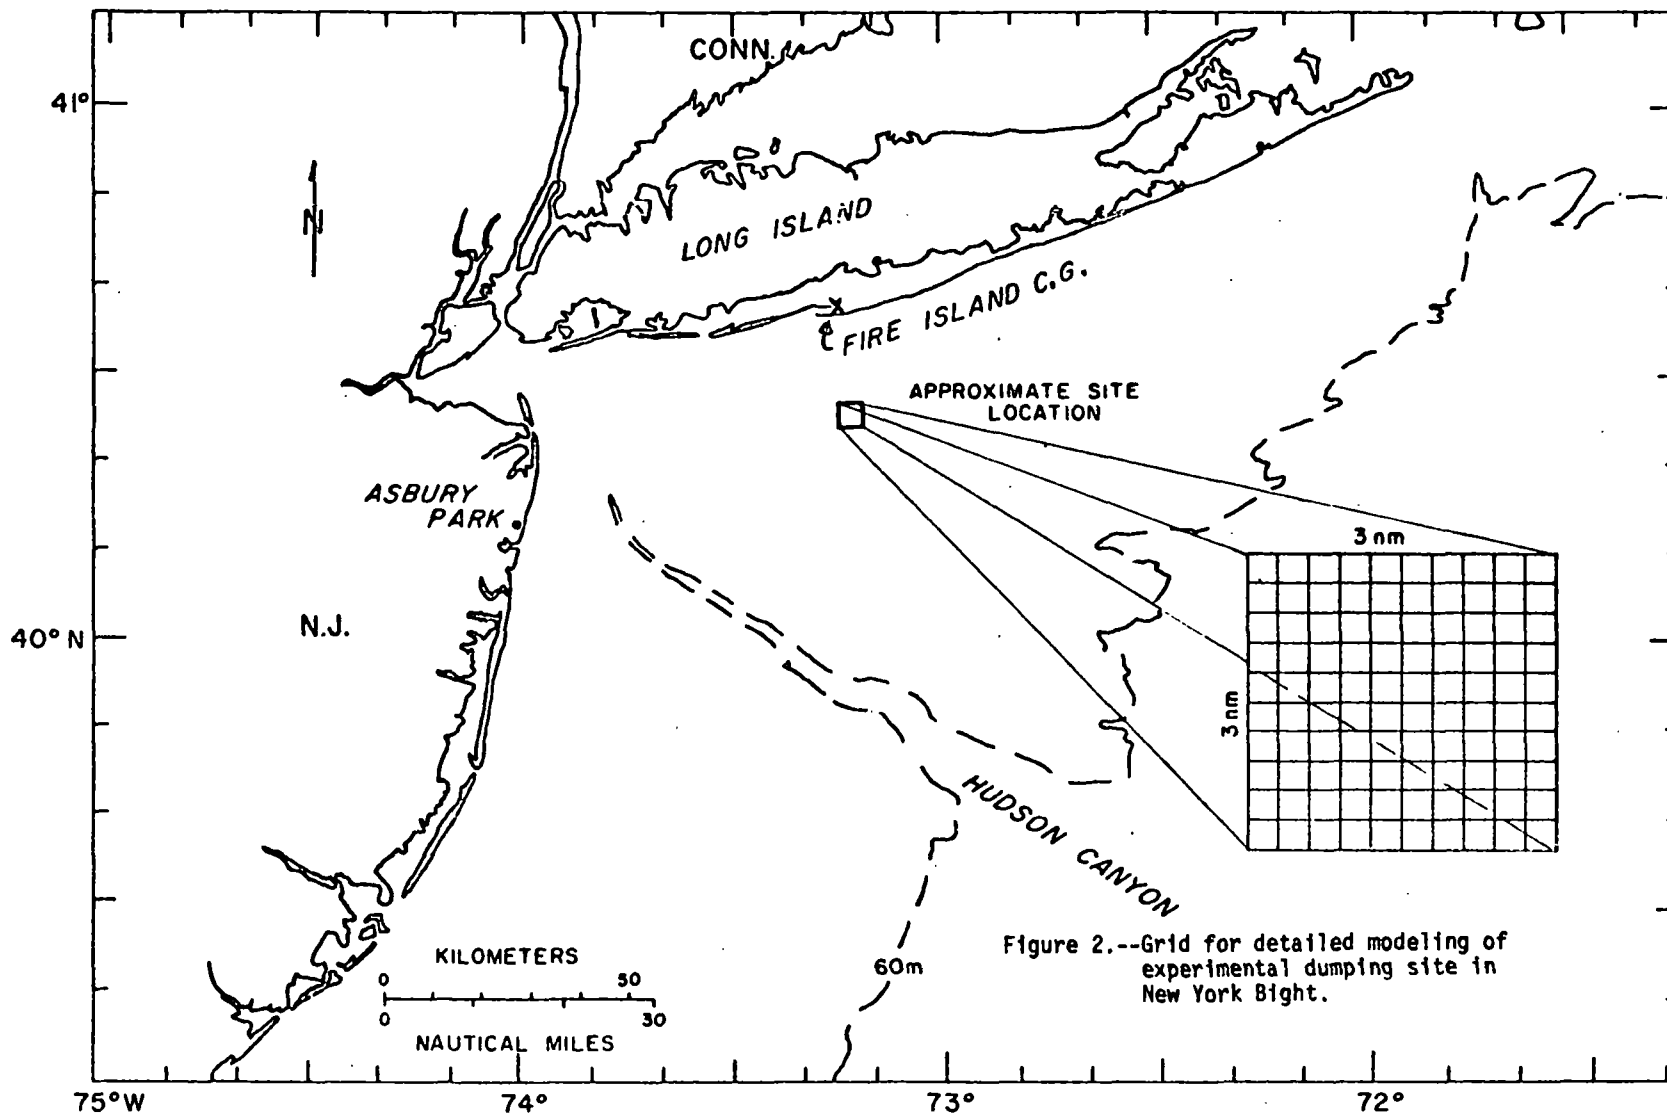 CONN.
41°
N
LONG ISLAND
FIRE ISLAND C.G.
APPROXIMATE SITE
LOCATION
ASBURY
PARK
3 nm
N.J.
40° N
3 nm
HUDSON CANYON
Figure 2.--Grid for detailed modeling of
experimental dumping site in
New York Bight.
KILOMETERS
0 50
0 30
NAUTICAL MILES
60m
75°W 74° 73° 72°